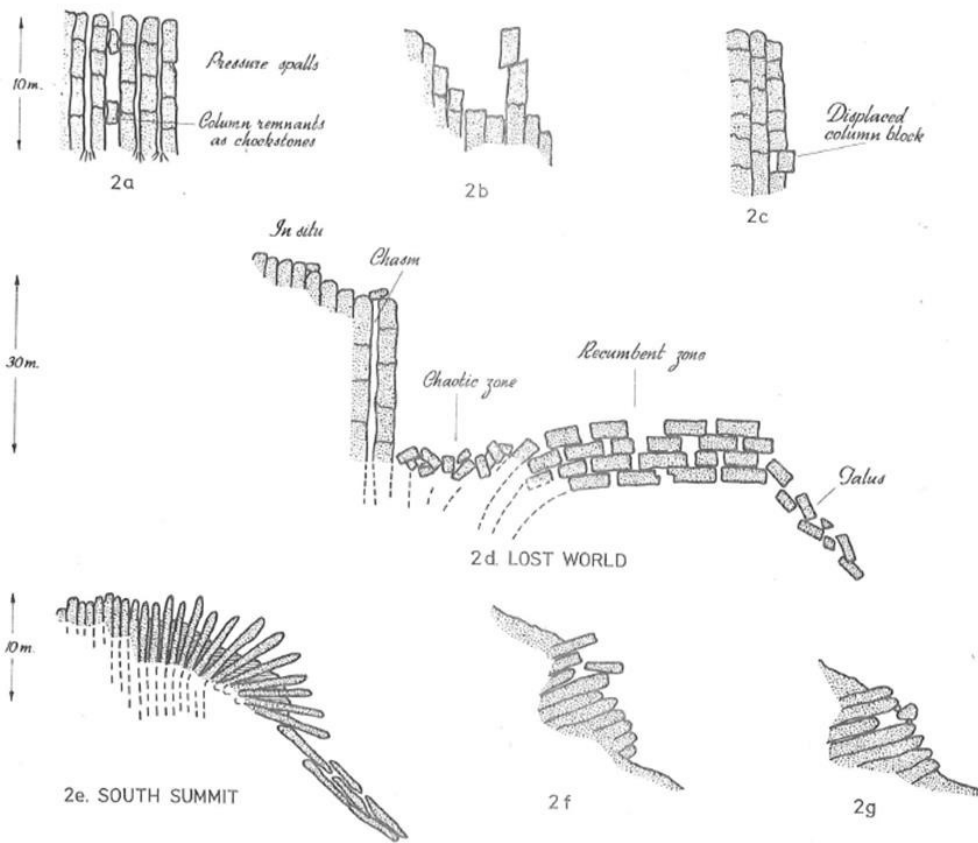 10m.
Pressure spalls
Column remnants
as chockstones
2a
2b
Displaced
column block
2c
In situ
Chasm
30m.
Chaotic zone
Recumbent zone
Talus
2d. LOST WORLD
10m.
2e. SOUTH SUMMIT
2f
2g